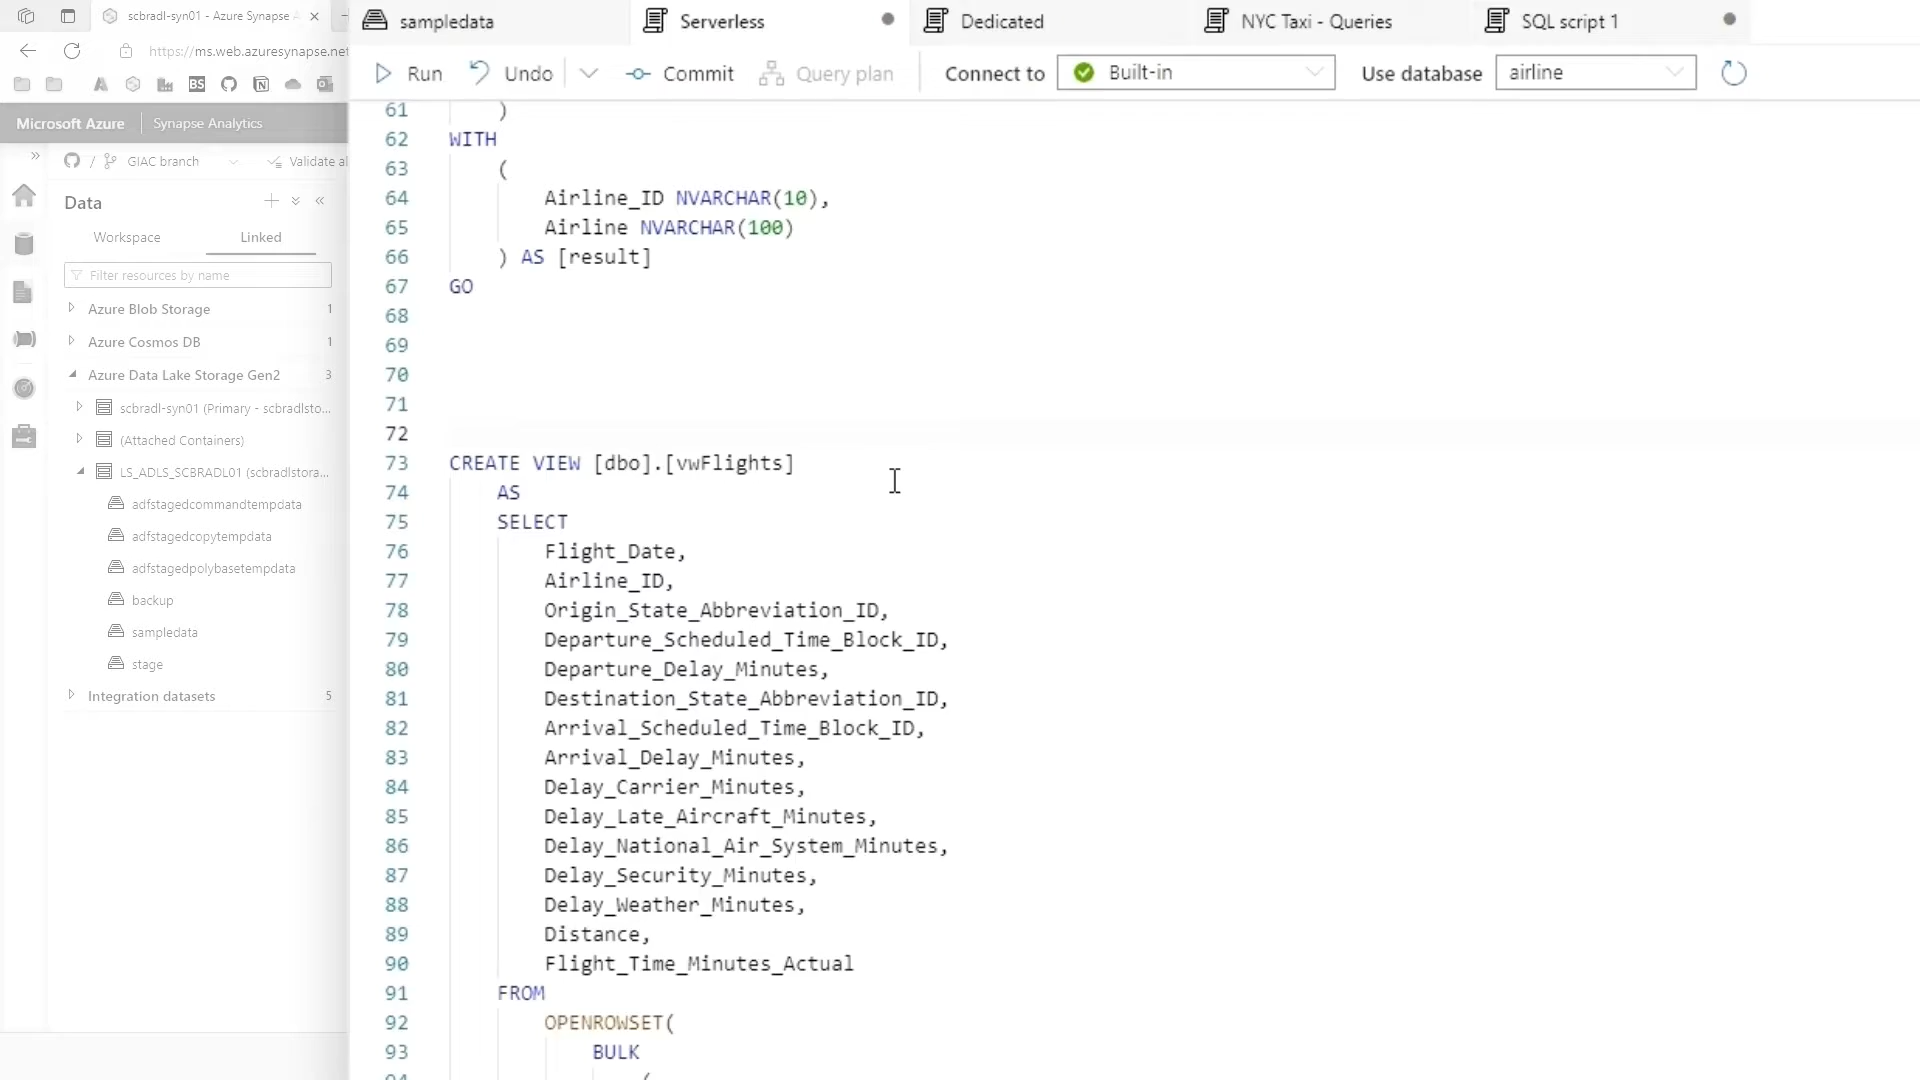 scbradl-syn01 - Azure Synapse A
https://ms.web.azuresynapse.net
BS
Microsoft Azure
Synapse Analytics
/
GIAC branch
Validate al
Data
Workspace
Linked
Filter resources by name
Azure Blob Storage 1
Azure Cosmos DB 1
Azure Data Lake Storage Gen2 3
scbradl-syn01 (Primary - scbradlsto...
(Attached Containers)
LS_ADLS_SCBRADL01 (scbradlstora...
adfstagedcommandtempdata
adfstagedcopytempdata
adfstagedpolybasetempdata
backup
sampledata
stage
Integration datasets 5
sampledata
Serverless
Dedicated
NYC Taxi - Queries
SQL script 1
Run
Undo
Commit
Query plan
Connect to
Built-in
Use database
airline
61 )
62 WITH
63 (
64 Airline_ID NVARCHAR(10),
65 Airline NVARCHAR(100)
66 ) AS [result]
67 GO
68
69
70
71
72
73 CREATE VIEW [dbo].[vwFlights]
74 AS
75 SELECT
76 Flight_Date,
77 Airline_ID,
78 Origin_State_Abbreviation_ID,
79 Departure_Scheduled_Time_Block_ID,
80 Departure_Delay_Minutes,
81 Destination_State_Abbreviation_ID,
82 Arrival_Scheduled_Time_Block_ID,
83 Arrival_Delay_Minutes,
84 Delay_Carrier_Minutes,
85 Delay_Late_Aircraft_Minutes,
86 Delay_National_Air_System_Minutes,
87 Delay_Security_Minutes,
88 Delay_Weather_Minutes,
89 Distance,
90 Flight_Time_Minutes_Actual
91 FROM
92 OPENROWSET(
93 BULK
94 (